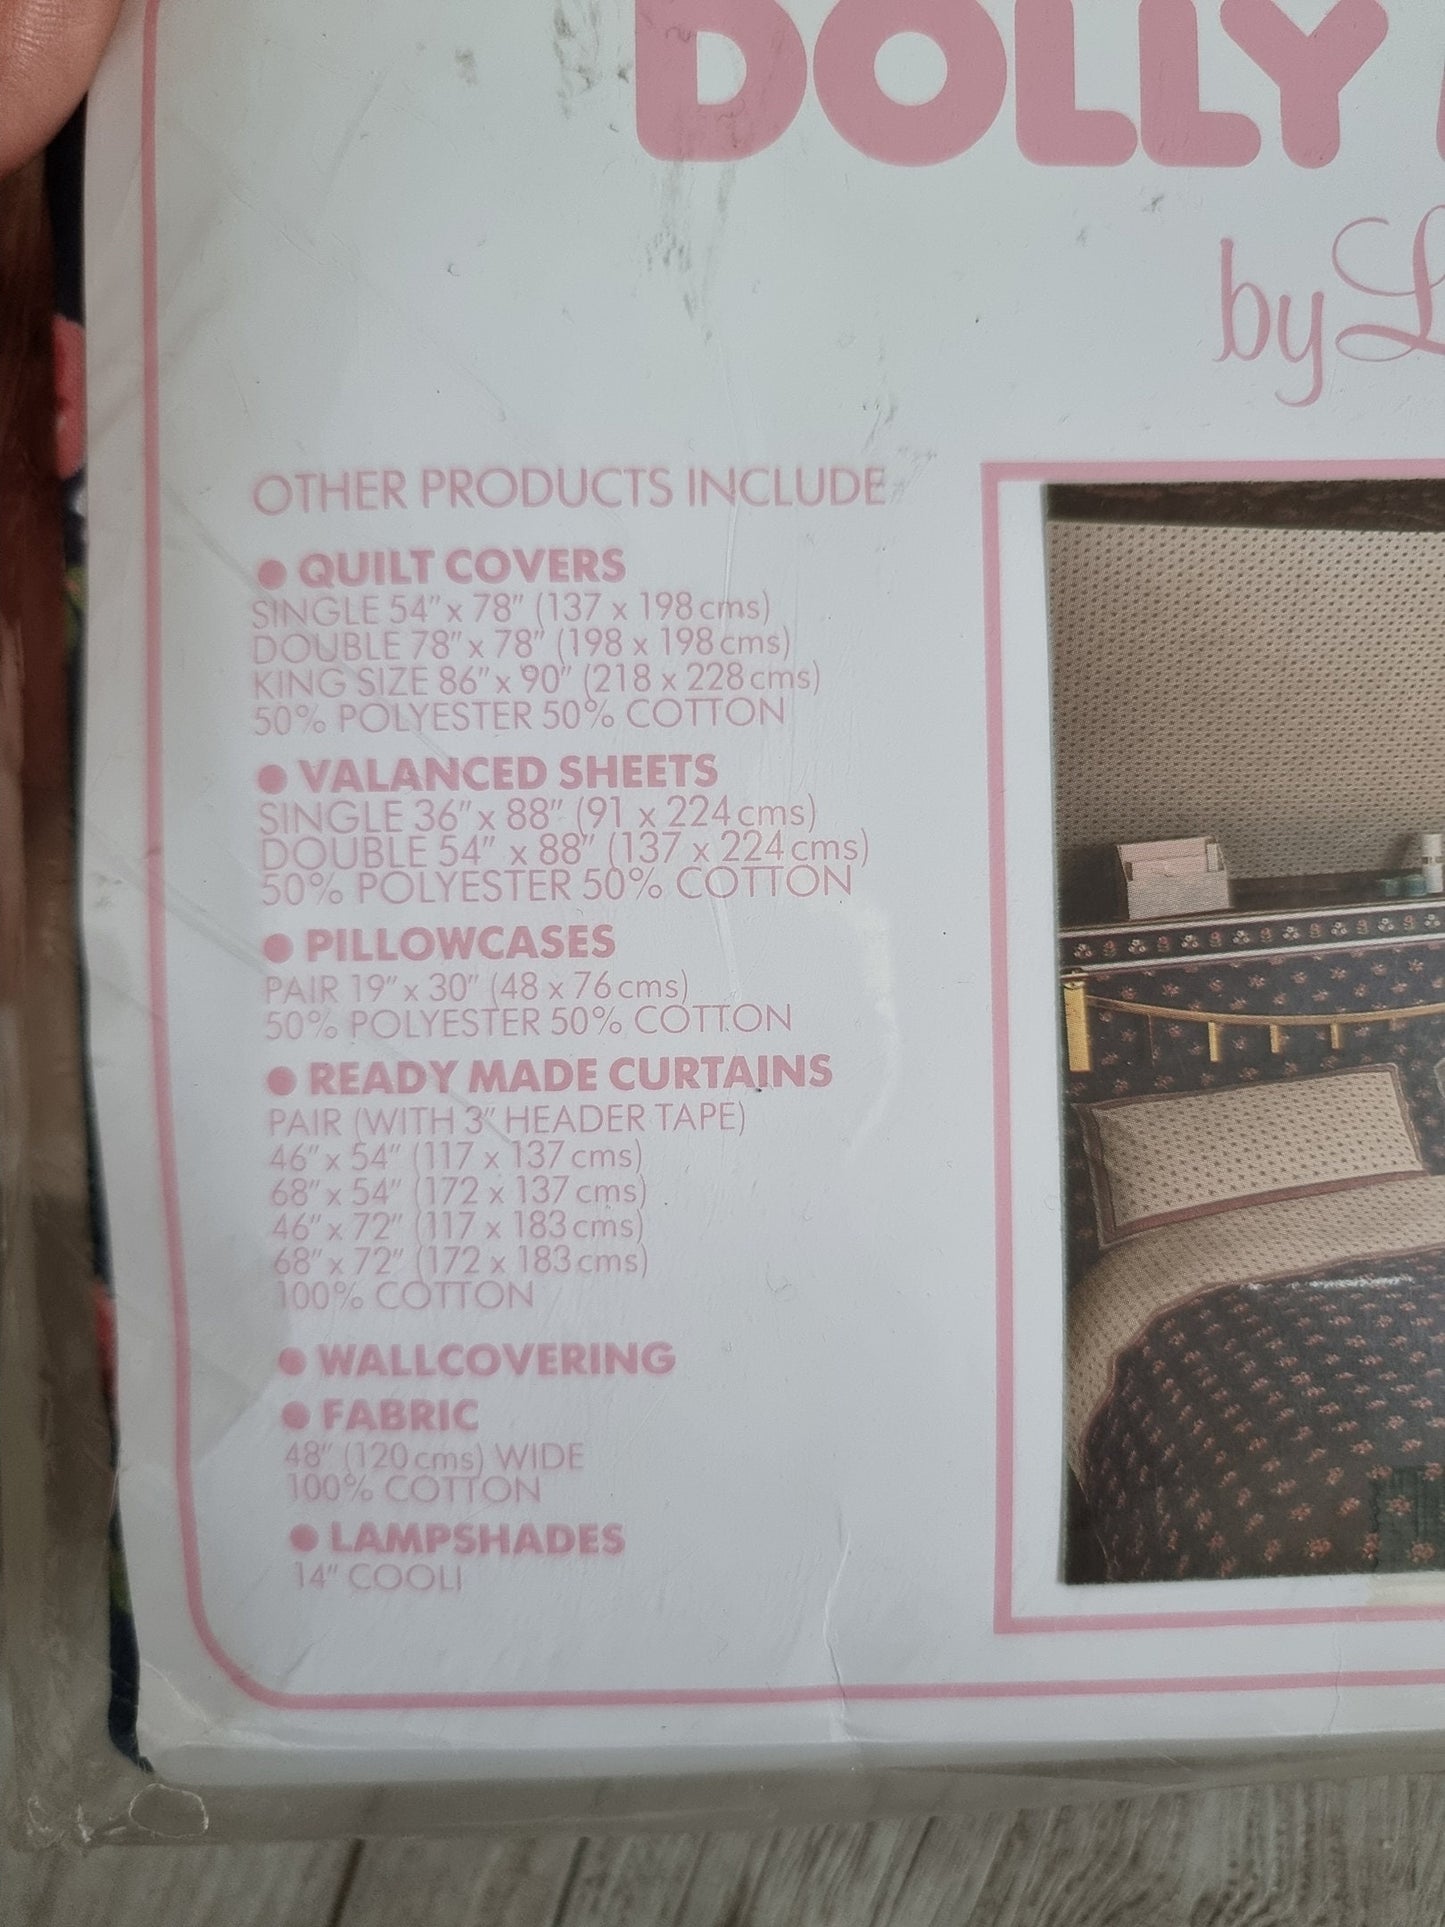 DOLLY
by
OTHER PRODUCTS INCLUDE
● QUILT COVERS
SINGLE 54" x 78" (137 x 198 cms)
DOUBLE 78" x 78" (198 x 198 cms)
KING SIZE 86" x 90" (218 x 228 cms)
50% POLYESTER 50% COTTON
● VALANCED SHEETS
SINGLE 36" x 88" (91 x 224 cms)
DOUBLE 54" x 88" (137 x 224 cms)
50% POLYESTER 50% COTTON
● PILLOWCASES
PAIR 19" x 30" (48 x 76 cms)
50% POLYESTER 50% COTTON
● READY MADE CURTAINS
PAIR (WITH 3" HEADER TAPE)
46" x 54" (117 x 137 cms)
68" x 54" (172 x 137 cms)
46" x 72" (117 x 183 cms)
68" x 72" (172 x 183 cms)
100% COTTON
● WALLCOVERING
● FABRIC
48" (120 cms) WIDE
100% COTTON
● LAMPSHADES
14" COOLI